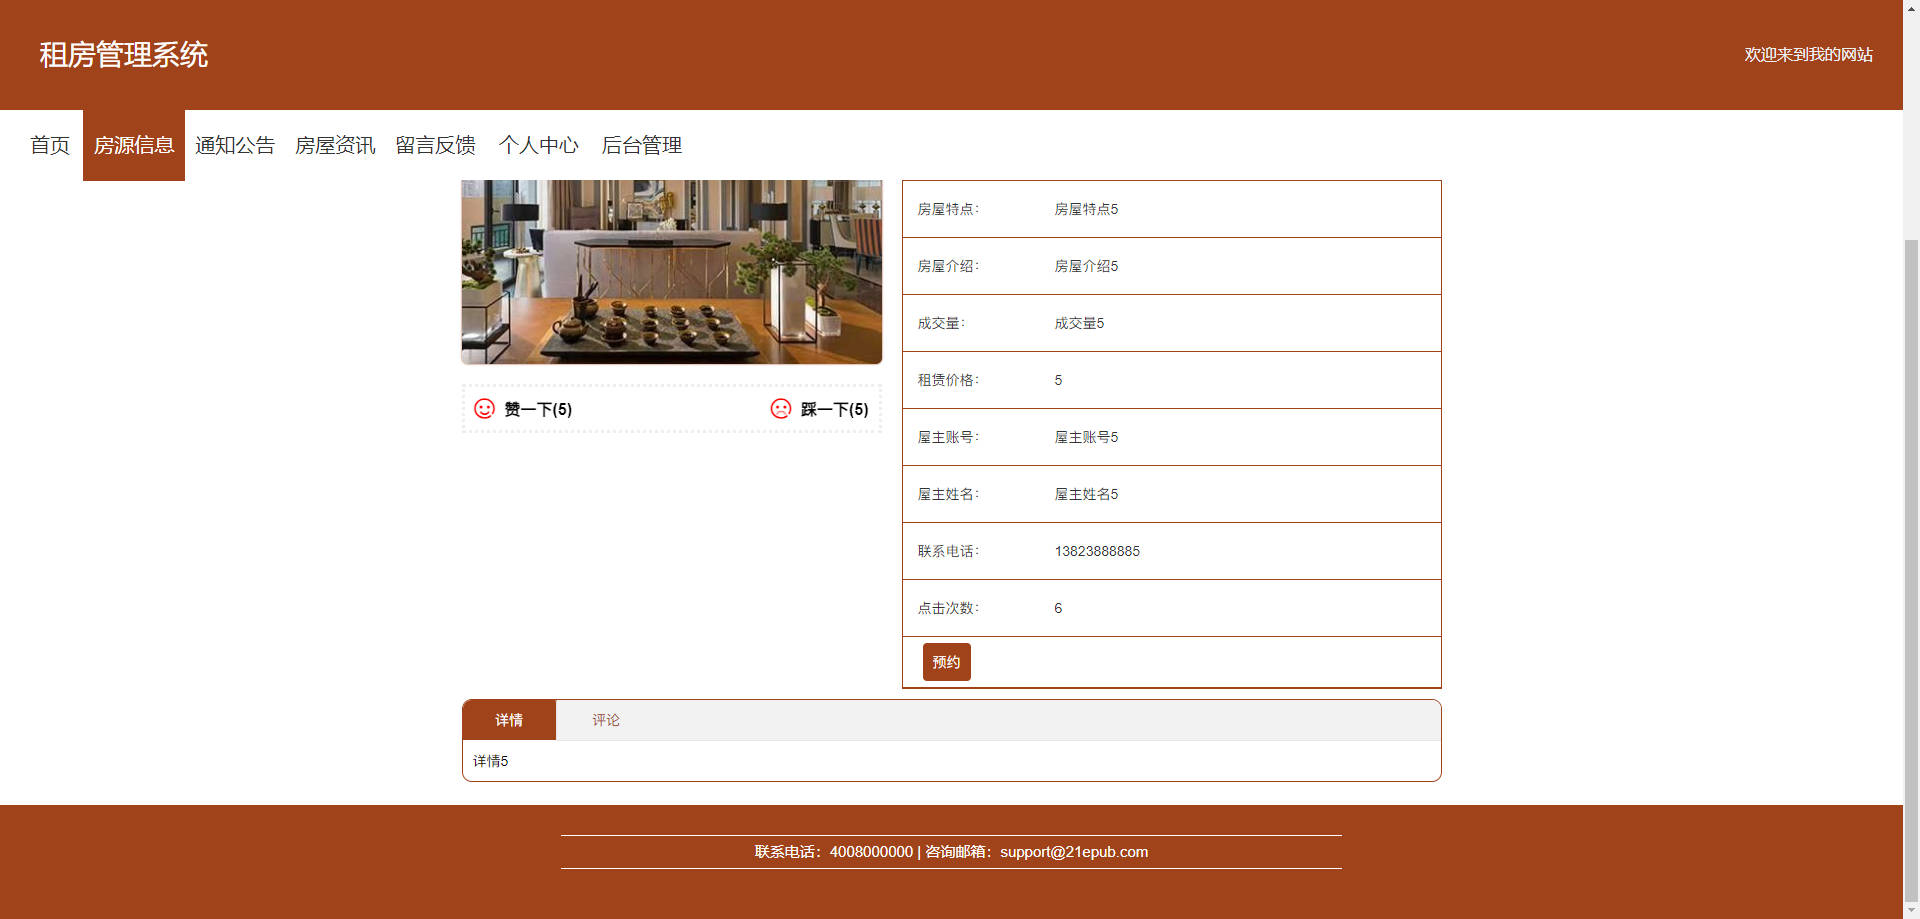 租房管理系统
欢迎来到我的网站
首页 房源信息 通知公告 房屋资讯 留言反馈 个人中心 后台管理
房屋特点： 房屋特点5
房屋介绍： 房屋介绍5
成交量： 成交量5
租赁价格： 5
屋主账号： 屋主账号5
屋主姓名： 屋主姓名5
联系电话： 13823888885
点击次数： 6
预约
赞一下(5) 踩一下(5)
详情 评论
详情5
联系电话：4008000000 | 咨询邮箱：support@21epub.com